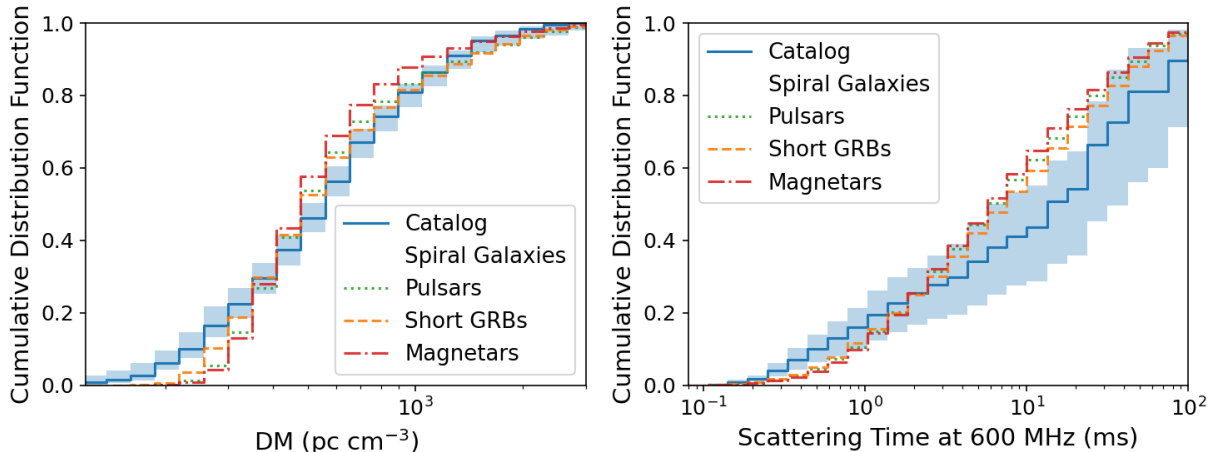 Cumulative Distribution Function
1.0
0.8
0.6
0.4
0.2
0.0
Catalog
Spiral Galaxies
Pulsars
Short GRBs
Magnetars
10³
DM (pc cm⁻³)
Cumulative Distribution Function
1.0
0.8
0.6
0.4
0.2
0.0
Catalog
Spiral Galaxies
Pulsars
Short GRBs
Magnetars
10⁻¹ 10⁰ 10¹ 10²
Scattering Time at 600 MHz (ms)